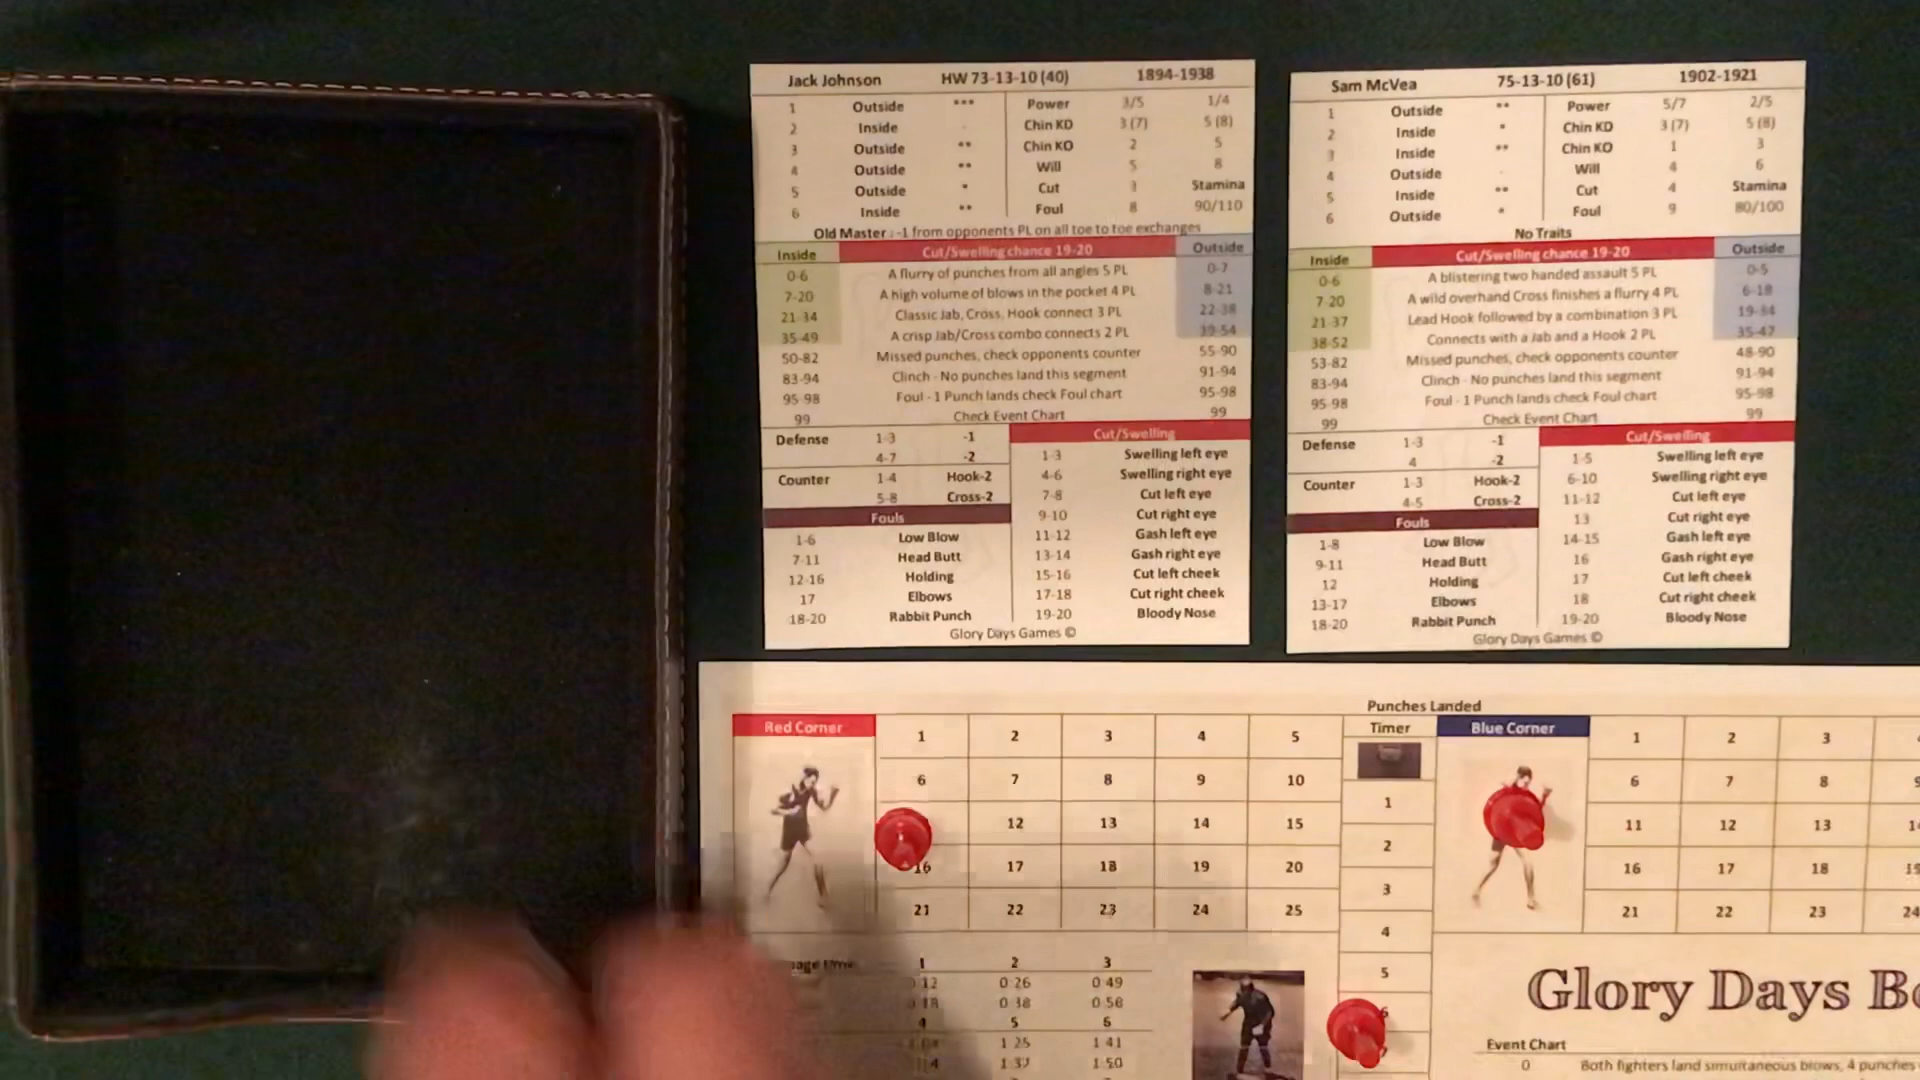 Jack Johnson HW 73-13-10 (40) 1894-1938
1 Outside *** Power 3/5 1/4
2 Inside - Chin KD 3 (7) 5 (8)
3 Outside ** Chin KO 2 5
4 Outside ** Will 5 8
5 Outside * Cut 3 Stamina
6 Inside ** Foul 8 90/110
Old Master : -1 from opponents PL on all toe to toe exchanges
Inside Cut/Swelling chance 19-20 Outside
0-6 A flurry of punches from all angles 5 PL 0-7
7-20 A high volume of blows in the pocket 4 PL 8-21
21-34 Classic Jab, Cross, Hook connect 3 PL 22-38
35-49 A crisp Jab/Cross combo connects 2 PL 39-54
50-82 Missed punches, check opponents counter 55-90
83-94 Clinch - No punches land this segment 91-94
95-98 Foul - 1 Punch lands check Foul chart 95-98
99 Check Event Chart 99
Defense 1-3 -1
4-7 -2
Counter 1-4 Hook-2
5-8 Cross-2
Fouls
1-6 Low Blow
7-11 Head Butt
12-16 Holding
17 Elbows
18-20 Rabbit Punch
Cut/Swelling
1-3 Swelling left eye
4-6 Swelling right eye
7-8 Cut left eye
9-10 Cut right eye
11-12 Gash left eye
13-14 Gash right eye
15-16 Cut left cheek
17-18 Cut right cheek
19-20 Bloody Nose
Glory Days Games ©
Sam McVea 75-13-10 (61) 1902-1921
1 Outside ** Power 5/7 2/5
2 Inside * Chin KD 3 (7) 5 (8)
3 Inside ** Chin KO 1 3
4 Outside - Will 4 6
5 Inside ** Cut 4 Stamina
6 Outside * Foul 9 80/100
No Traits
Inside Cut/Swelling chance 19-20 Outside
0-6 A blistering two handed assault 5 PL 0-5
7-20 A wild overhand Cross finishes a flurry 4 PL 6-18
21-37 Lead Hook followed by a combination 3 PL 19-34
38-52 Connects with a Jab and a Hook 2 PL 35-47
53-82 Missed punches, check opponents counter 48-90
83-94 Clinch - No punches land this segment 91-94
95-98 Foul - 1 Punch lands check Foul chart 95-98
99 Check Event Chart 99
Defense 1-3 -1
4 -2
Counter 1-3 Hook-2
4-5 Cross-2
Fouls
1-8 Low Blow
9-11 Head Butt
12 Holding
13-17 Elbows
18-20 Rabbit Punch
Cut/Swelling
1-5 Swelling left eye
6-10 Swelling right eye
11-12 Cut left eye
13 Cut right eye
14-15 Gash left eye
16 Gash right eye
17 Cut left cheek
18 Cut right cheek
19-20 Bloody Nose
Glory Days Games ©
Punches Landed
Red Corner 1 2 3 4 5 Timer Blue Corner 1 2 3
6 7 8 9 10 6 7 8
12 13 14 15 1 11 12 13
16 17 18 19 20 2 16 17 18
21 22 23 24 25 3 21 22 23 24
4
5
6
1 2 3
0 26 0 49
0 38 0 58
4 5 6
1 25 1 41
1 37 1 50
Glory Days
Event Chart
0 Both fighters land simultaneous blows, 4 punches